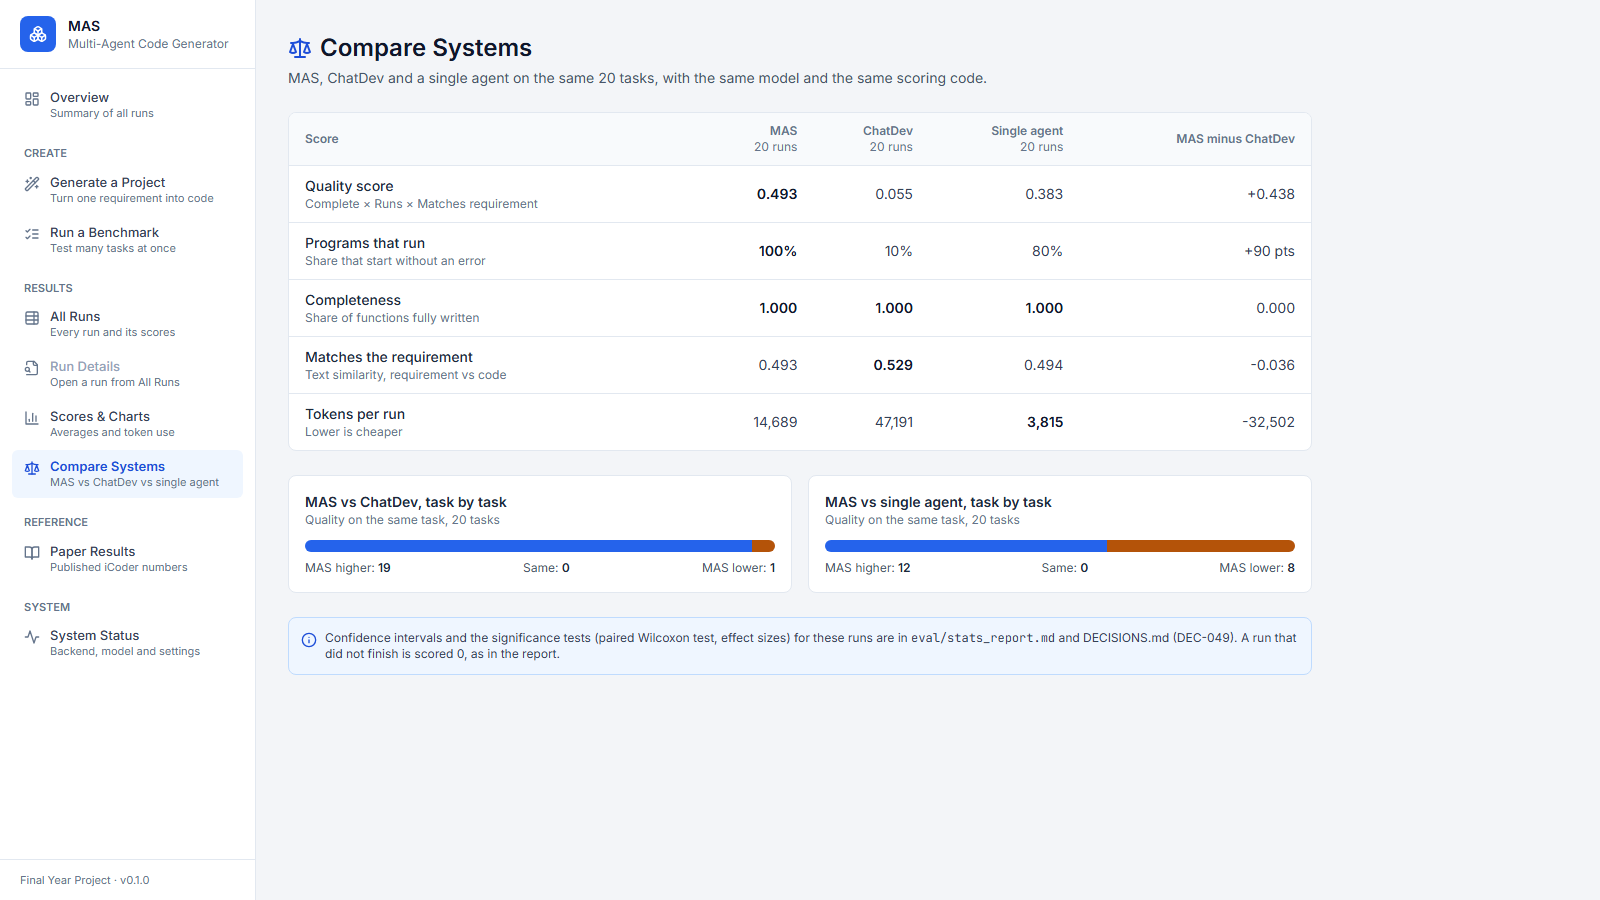 MAS
Multi-Agent Code Generator
Overview
Summary of all runs
CREATE
Generate a Project
Turn one requirement into code
Run a Benchmark
Test many tasks at once
RESULTS
All Runs
Every run and its scores
Run Details
Open a run from All Runs
Scores & Charts
Averages and token use
Compare Systems
MAS vs ChatDev vs single agent
REFERENCE
Paper Results
Published iCoder numbers
SYSTEM
System Status
Backend, model and settings
Final Year Project · v0.1.0
Compare Systems
MAS, ChatDev and a single agent on the same 20 tasks, with the same model and the same scoring code.
Score MAS 20 runs ChatDev 20 runs Single agent 20 runs MAS minus ChatDev
Quality score 0.493 0.055 0.383 +0.438
Complete × Runs × Matches requirement
Programs that run 100% 10% 80% +90 pts
Share that start without an error
Completeness 1.000 1.000 1.000 0.000
Share of functions fully written
Matches the requirement 0.493 0.529 0.494 -0.036
Text similarity, requirement vs code
Tokens per run 14,689 47,191 3,815 -32,502
Lower is cheaper
MAS vs ChatDev, task by task
Quality on the same task, 20 tasks
MAS higher: 19 Same: 0 MAS lower: 1
MAS vs single agent, task by task
Quality on the same task, 20 tasks
MAS higher: 12 Same: 0 MAS lower: 8
Confidence intervals and the significance tests (paired Wilcoxon test, effect sizes) for these runs are in eval/stats_report.md and DECISIONS.md (DEC-049). A run that
did not finish is scored 0, as in the report.